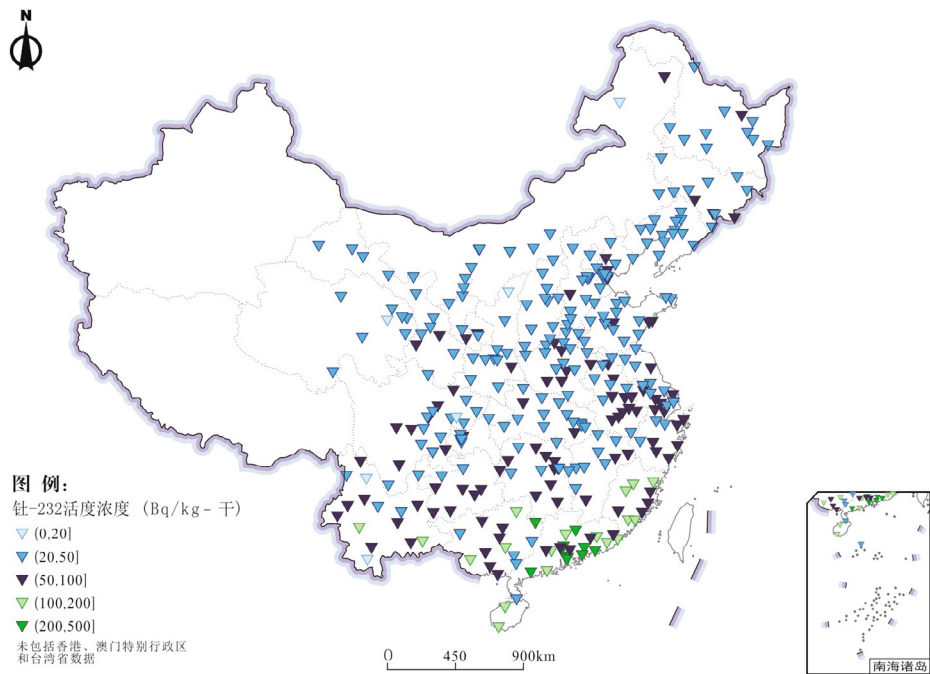 N
图 例：
钍-232活度浓度（Bq/kg－干）
(0,20]
(20,50]
(50,100]
(100,200]
(200,500]
未包括香港、澳门特别行政区
和台湾省数据
0 450 900km
南海诸岛